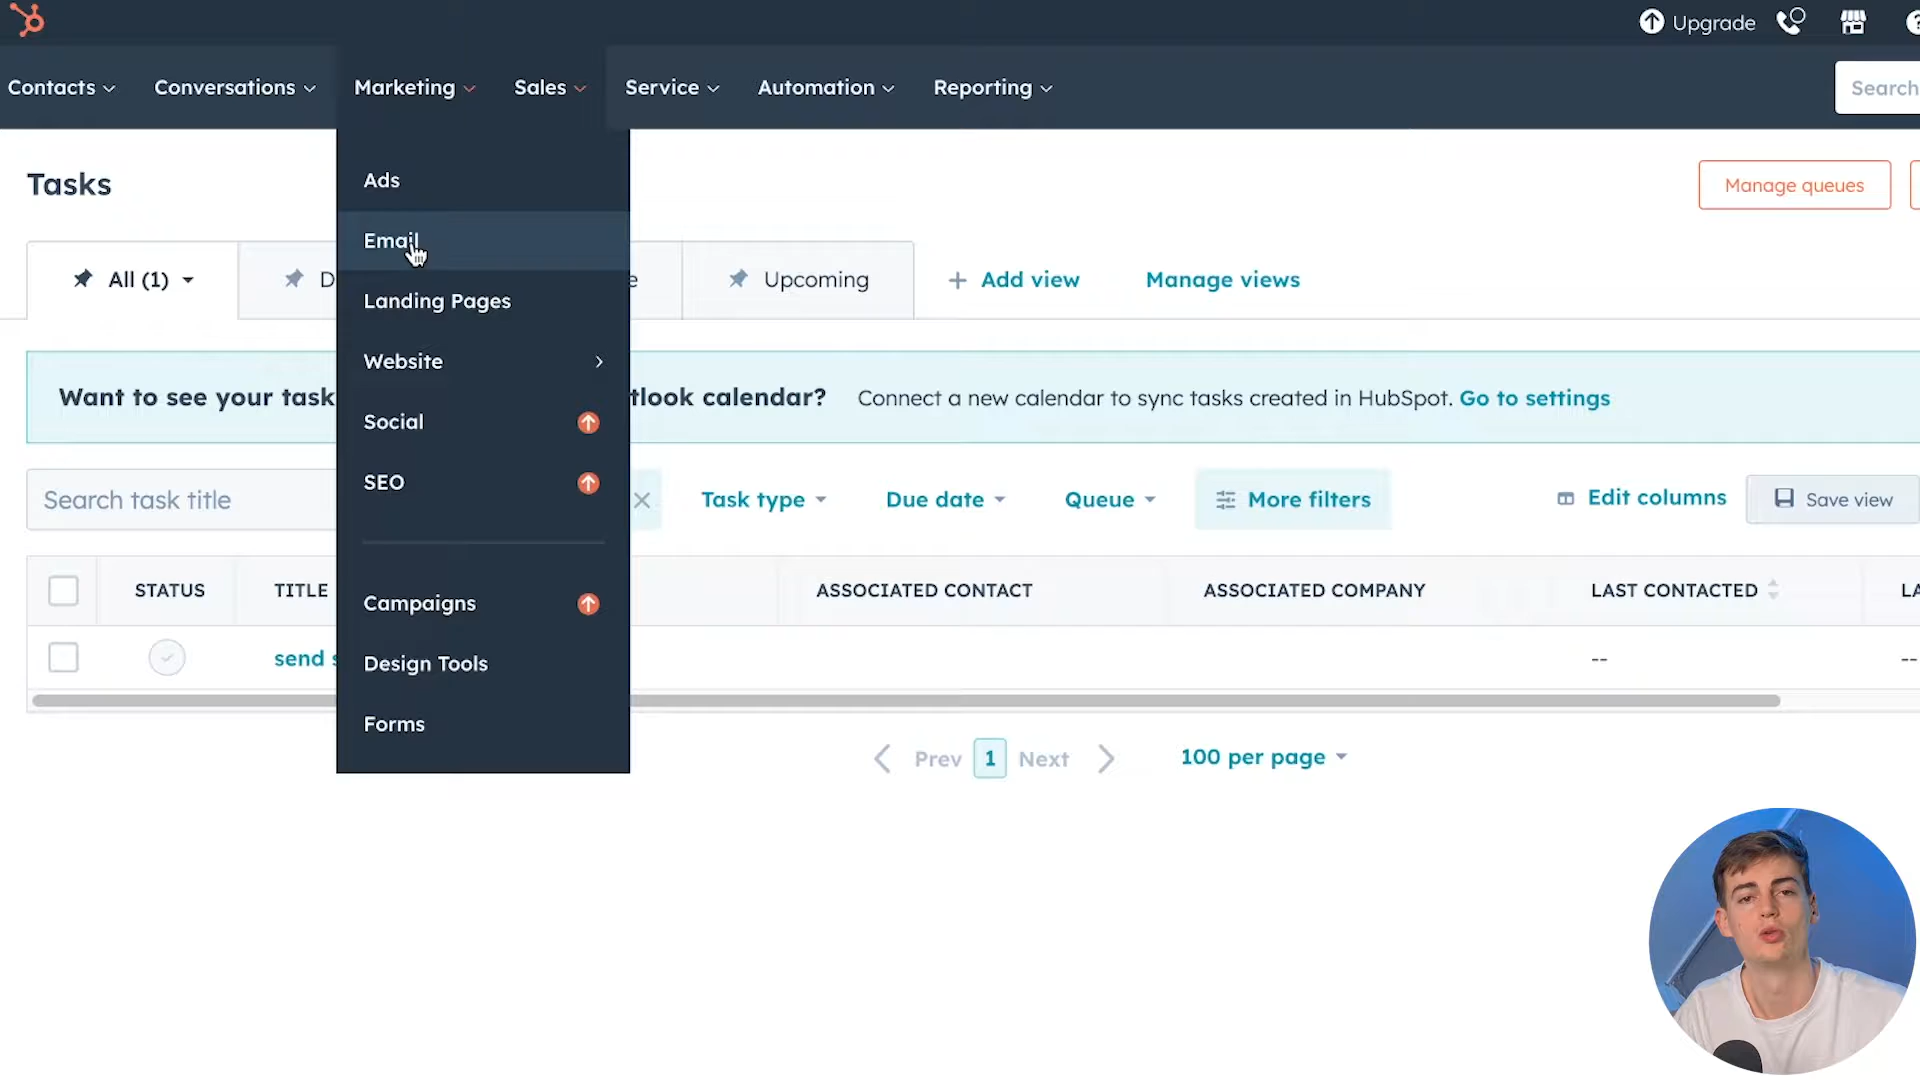 Upgrade
Contacts Conversations Marketing Sales Service Automation Reporting Search
Tasks
Manage queues
Ads
Email
Landing Pages
Website
Social
SEO
Campaigns
Design Tools
Forms
All (1) D e Upcoming + Add view Manage views
Want to see your task tlook calendar? Connect a new calendar to sync tasks created in HubSpot. Go to settings
Search task title Task type Due date Queue More filters Edit columns Save view
STATUS TITLE ASSOCIATED CONTACT ASSOCIATED COMPANY LAST CONTACTED LA
send s -- --
Prev 1 Next 100 per page